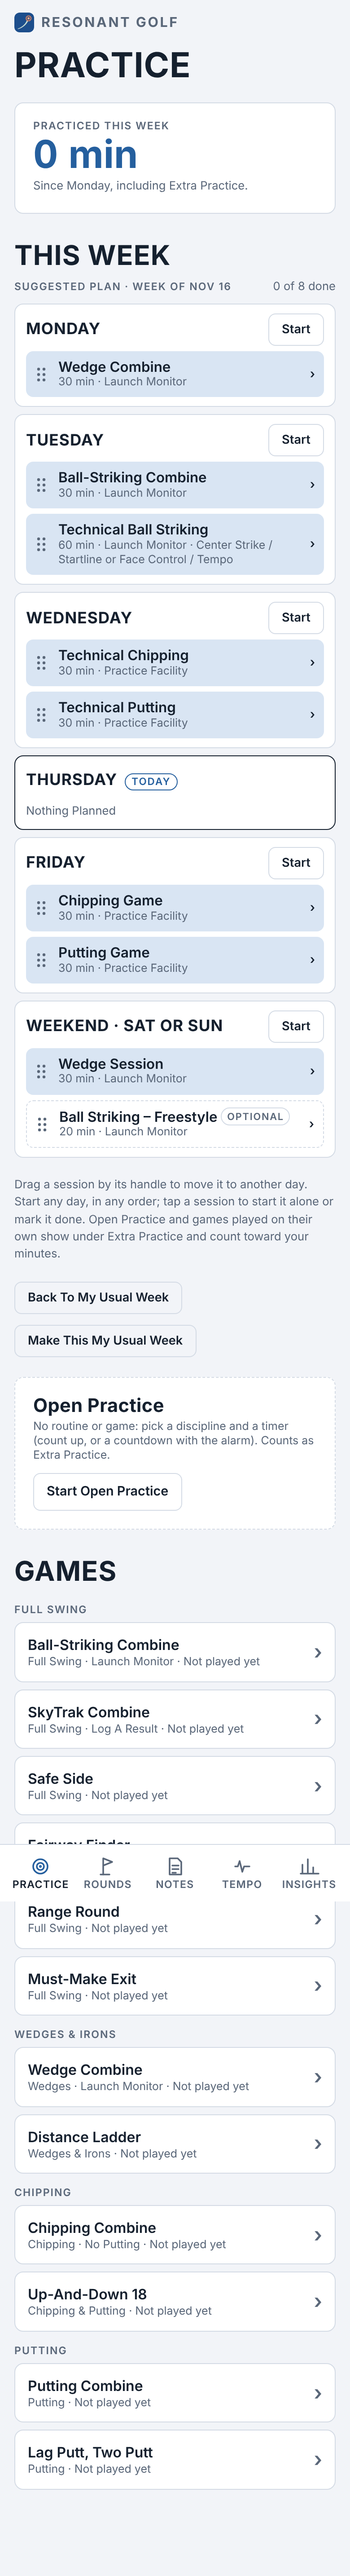 RESONANT GOLF
PRACTICE
PRACTICED THIS WEEK
0 min
Since Monday, including Extra Practice.
THIS WEEK
SUGGESTED PLAN · WEEK OF NOV 16 0 of 8 done
MONDAY Start
Wedge Combine
30 min · Launch Monitor
TUESDAY Start
Ball-Striking Combine
30 min · Launch Monitor
Technical Ball Striking
60 min · Launch Monitor · Center Strike /
Startline or Face Control / Tempo
WEDNESDAY Start
Technical Chipping
30 min · Practice Facility
Technical Putting
30 min · Practice Facility
THURSDAY TODAY
Nothing Planned
FRIDAY Start
Chipping Game
30 min · Practice Facility
Putting Game
30 min · Practice Facility
WEEKEND · SAT OR SUN Start
Wedge Session
30 min · Launch Monitor
Ball Striking – Freestyle OPTIONAL
20 min · Launch Monitor
Drag a session by its handle to move it to another day.
Start any day, in any order; tap a session to start it alone or
mark it done. Open Practice and games played on their
own show under Extra Practice and count toward your
minutes.
Back To My Usual Week
Make This My Usual Week
Open Practice
No routine or game: pick a discipline and a timer
(count up, or a countdown with the alarm). Counts as
Extra Practice.
Start Open Practice
GAMES
FULL SWING
Ball-Striking Combine
Full Swing · Launch Monitor · Not played yet
SkyTrak Combine
Full Swing · Log A Result · Not played yet
Safe Side
Full Swing · Not played yet
Fairway Finder
PRACTICE ROUNDS NOTES TEMPO INSIGHTS
Range Round
Full Swing · Not played yet
Must-Make Exit
Full Swing · Not played yet
WEDGES & IRONS
Wedge Combine
Wedges · Launch Monitor · Not played yet
Distance Ladder
Wedges & Irons · Not played yet
CHIPPING
Chipping Combine
Chipping · No Putting · Not played yet
Up-And-Down 18
Chipping & Putting · Not played yet
PUTTING
Putting Combine
Putting · Not played yet
Lag Putt, Two Putt
Putting · Not played yet